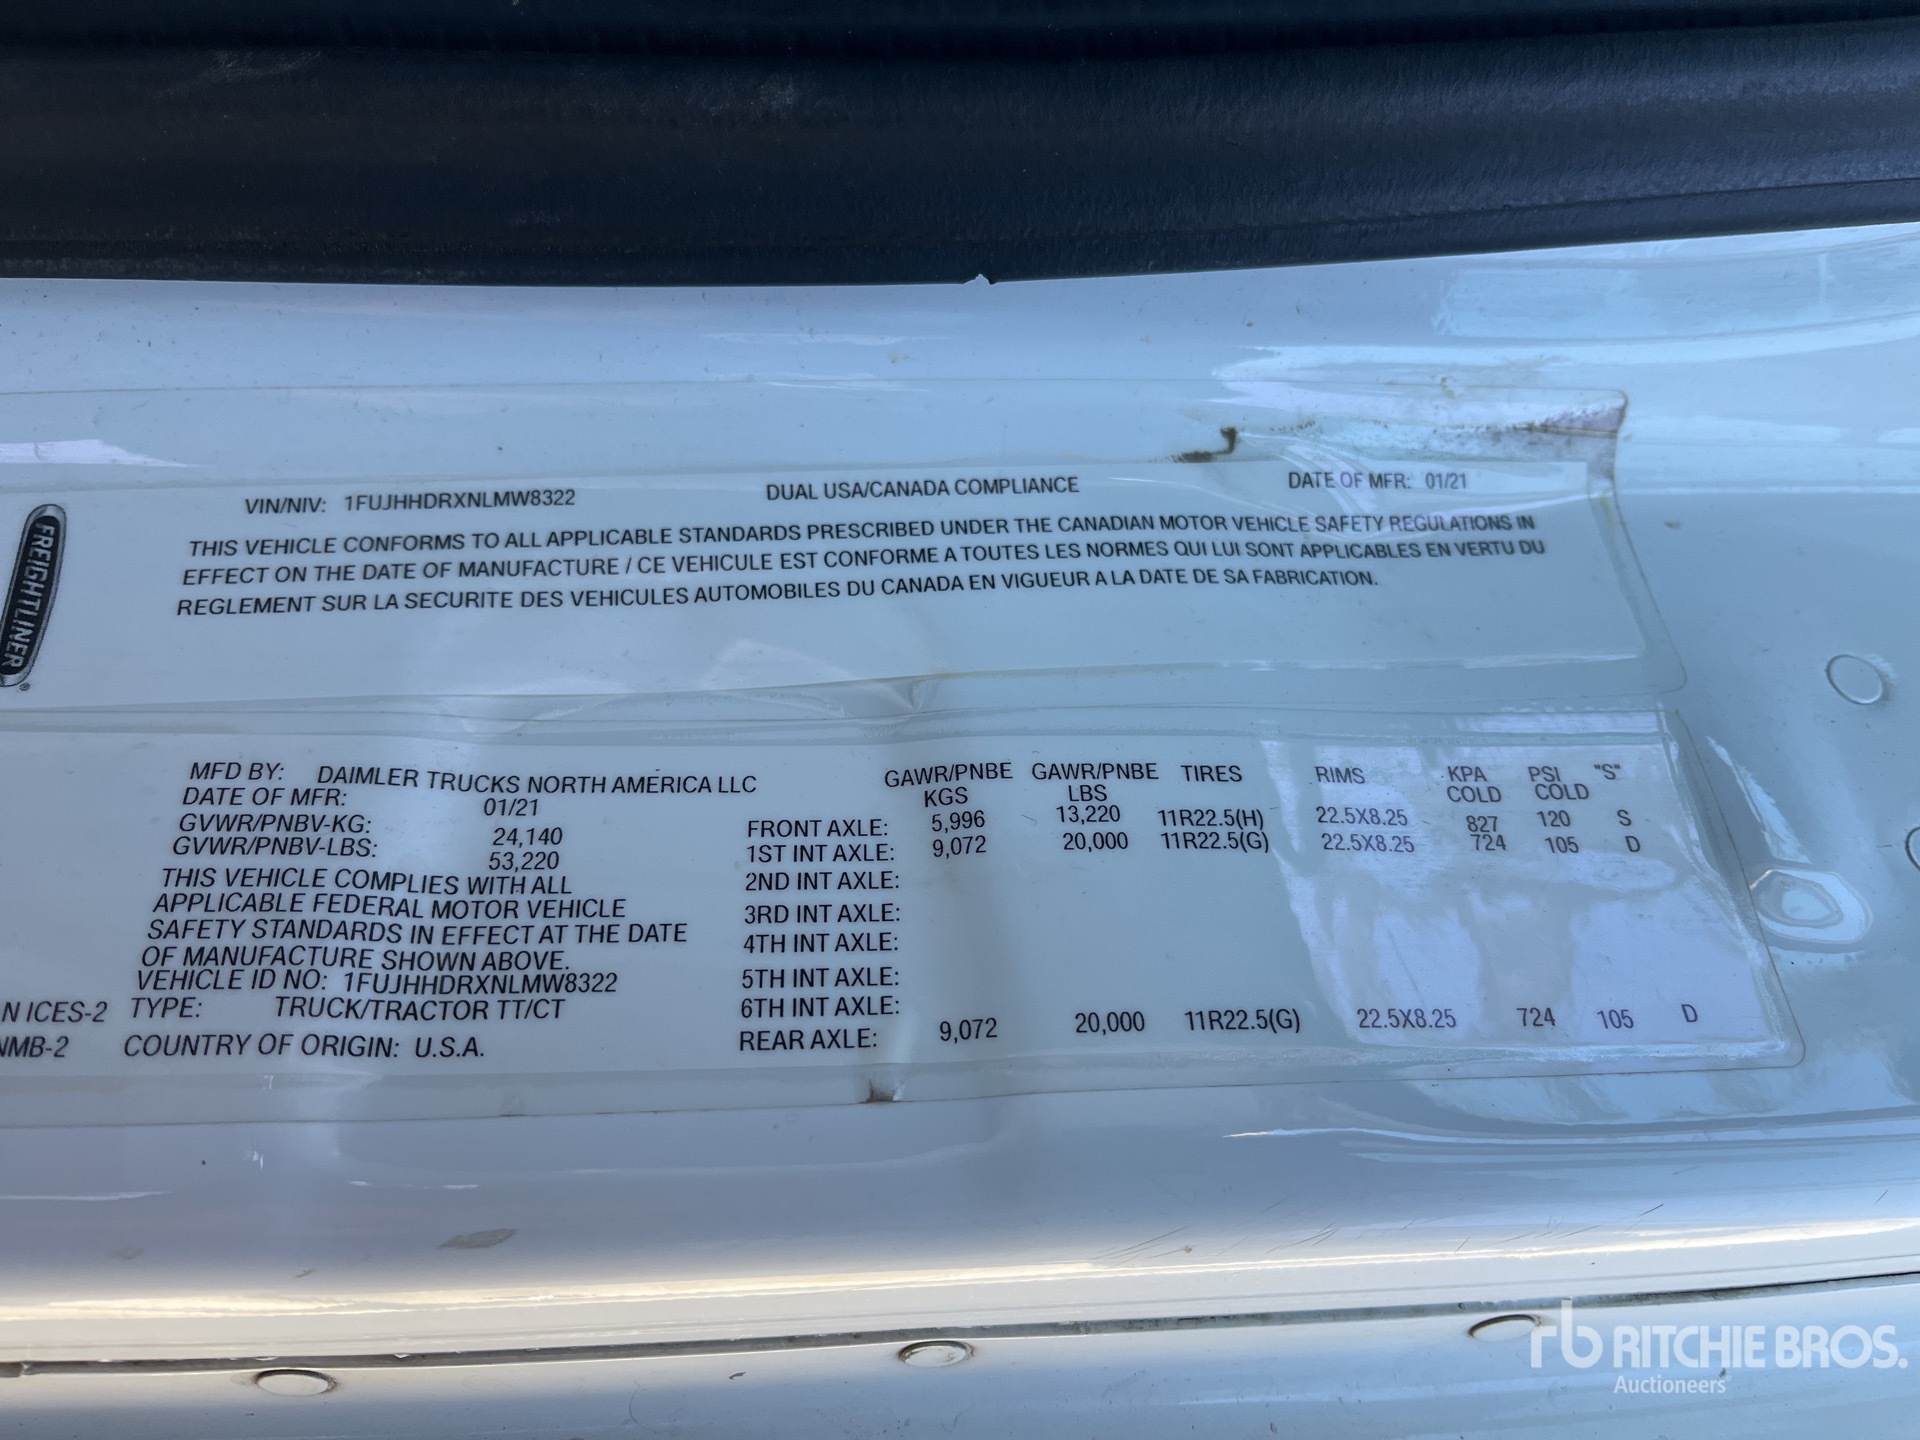 FREIGHTLINER®
VIN/NIV: 1FUJHHDRXNLMW8322 DUAL USA/CANADA COMPLIANCE DATE OF MFR: 01/21
THIS VEHICLE CONFORMS TO ALL APPLICABLE STANDARDS PRESCRIBED UNDER THE CANADIAN MOTOR VEHICLE SAFETY REGULATIONS IN
EFFECT ON THE DATE OF MANUFACTURE / CE VEHICULE EST CONFORME A TOUTES LES NORMES QUI LUI SONT APPLICABLES EN VERTU DU
REGLEMENT SUR LA SECURITE DES VEHICULES AUTOMOBILES DU CANADA EN VIGUEUR A LA DATE DE SA FABRICATION.
MFD BY: DAIMLER TRUCKS NORTH AMERICA LLC
DATE OF MFR: 01/21
GVWR/PNBV-KG: 24,140
GVWR/PNBV-LBS: 53,220
THIS VEHICLE COMPLIES WITH ALL
APPLICABLE FEDERAL MOTOR VEHICLE
SAFETY STANDARDS IN EFFECT AT THE DATE
OF MANUFACTURE SHOWN ABOVE.
VEHICLE ID NO: 1FUJHHDRXNLMW8322
N ICES-2 TYPE: TRUCK/TRACTOR TT/CT
NMB-2 COUNTRY OF ORIGIN: U.S.A.
GAWR/PNBE GAWR/PNBE TIRES RIMS KPA PSI "S"
KGS LBS COLD COLD
FRONT AXLE: 5,996 13,220 11R22.5(H) 22.5X8.25 827 120 S
1ST INT AXLE: 9,072 20,000 11R22.5(G) 22.5X8.25 724 105 D
2ND INT AXLE:
3RD INT AXLE:
4TH INT AXLE:
5TH INT AXLE:
6TH INT AXLE:
REAR AXLE: 9,072 20,000 11R22.5(G) 22.5X8.25 724 105 D
rb RITCHIE BROS.
Auctioneers